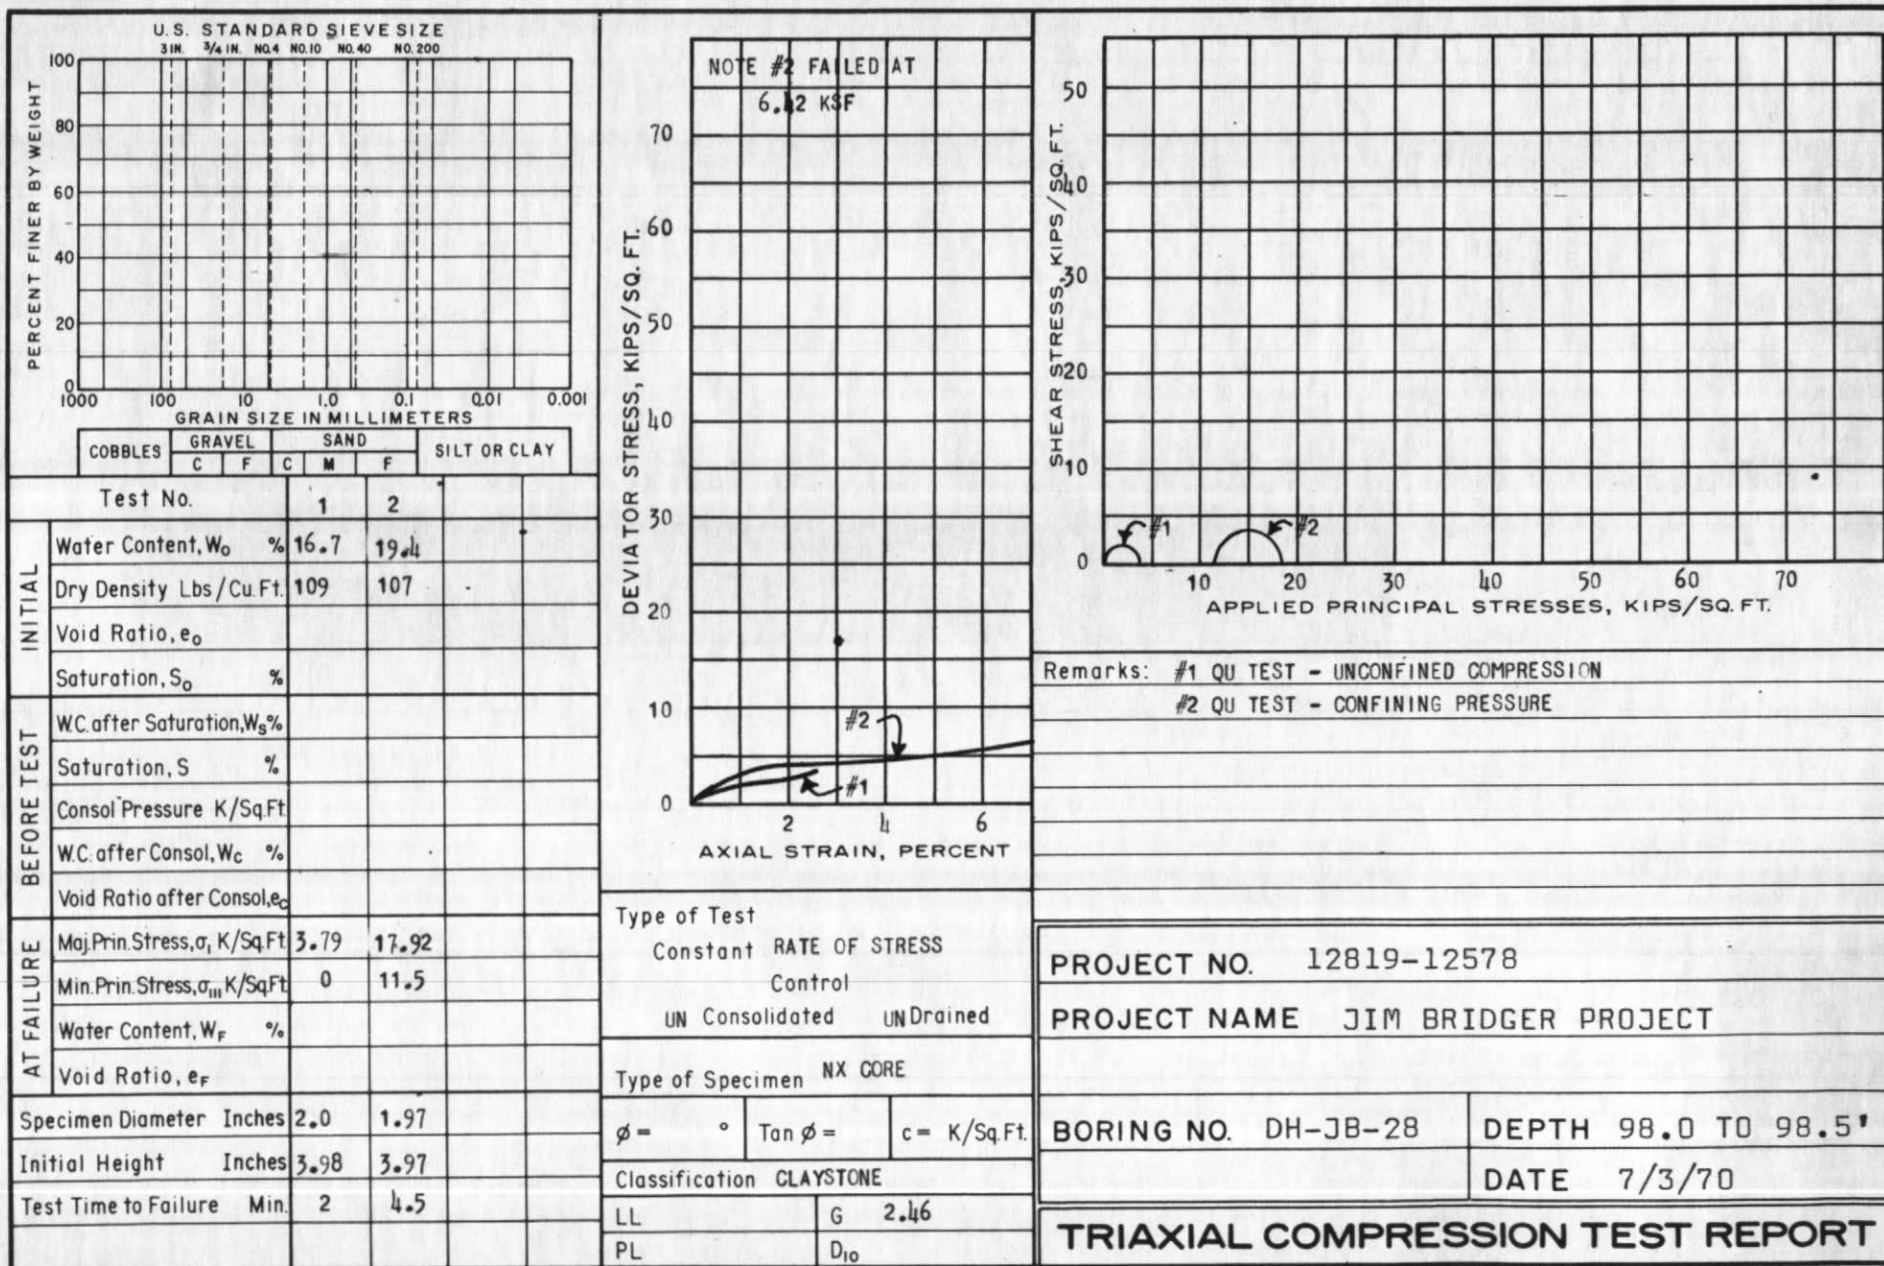 U.S. STANDARD SIEVE SIZE
3 IN. 3/4 IN. NO.4 NO.10 NO.40 NO.200
PERCENT FINER BY WEIGHT
100
80
60
40
20
0
1000 100 10 1.0 0.1 0.01 0.001
GRAIN SIZE IN MILLIMETERS
COBBLES GRAVEL SAND SILT OR CLAY
C F C M F
Test No. 1 2
INITIAL
Water Content, Wo % 16.7 19.4
Dry Density Lbs/Cu.Ft. 109 107
Void Ratio, eo
Saturation, So %
BEFORE TEST
W.C. after Saturation, Ws %
Saturation, S %
Consol Pressure K/Sq.Ft.
W.C. after Consol, Wc %
Void Ratio after Consol, ec
AT FAILURE
Maj. Prin. Stress, σı K/Sq.Ft. 3.79 17.92
Min. Prin. Stress, σııı K/Sq.Ft. 0 11.5
Water Content, WF %
Void Ratio, eF
Specimen Diameter Inches 2.0 1.97
Initial Height Inches 3.98 3.97
Test Time to Failure Min. 2 4.5
NOTE #2 FAILED AT
6.42 KSF
DEVIATOR STRESS, KIPS/SQ. FT.
70
60
50
40
30
20
10
0
#2
#1
2 4 6
AXIAL STRAIN, PERCENT
Type of Test
Constant RATE OF STRESS
Control
UN Consolidated UN Drained
Type of Specimen NX CORE
Ø = ° Tan Ø = c = K/Sq.Ft.
Classification CLAYSTONE
LL G 2.46
PL D10
SHEAR STRESS, KIPS/SQ.FT.
50
40
30
20
10
0
#1 #2
10 20 30 40 50 60 70
APPLIED PRINCIPAL STRESSES, KIPS/SQ.FT.
Remarks: #1 QU TEST - UNCONFINED COMPRESSION
#2 QU TEST - CONFINING PRESSURE
PROJECT NO. 12819-12578
PROJECT NAME JIM BRIDGER PROJECT
BORING NO. DH-JB-28 DEPTH 98.0 TO 98.5'
DATE 7/3/70
TRIAXIAL COMPRESSION TEST REPORT